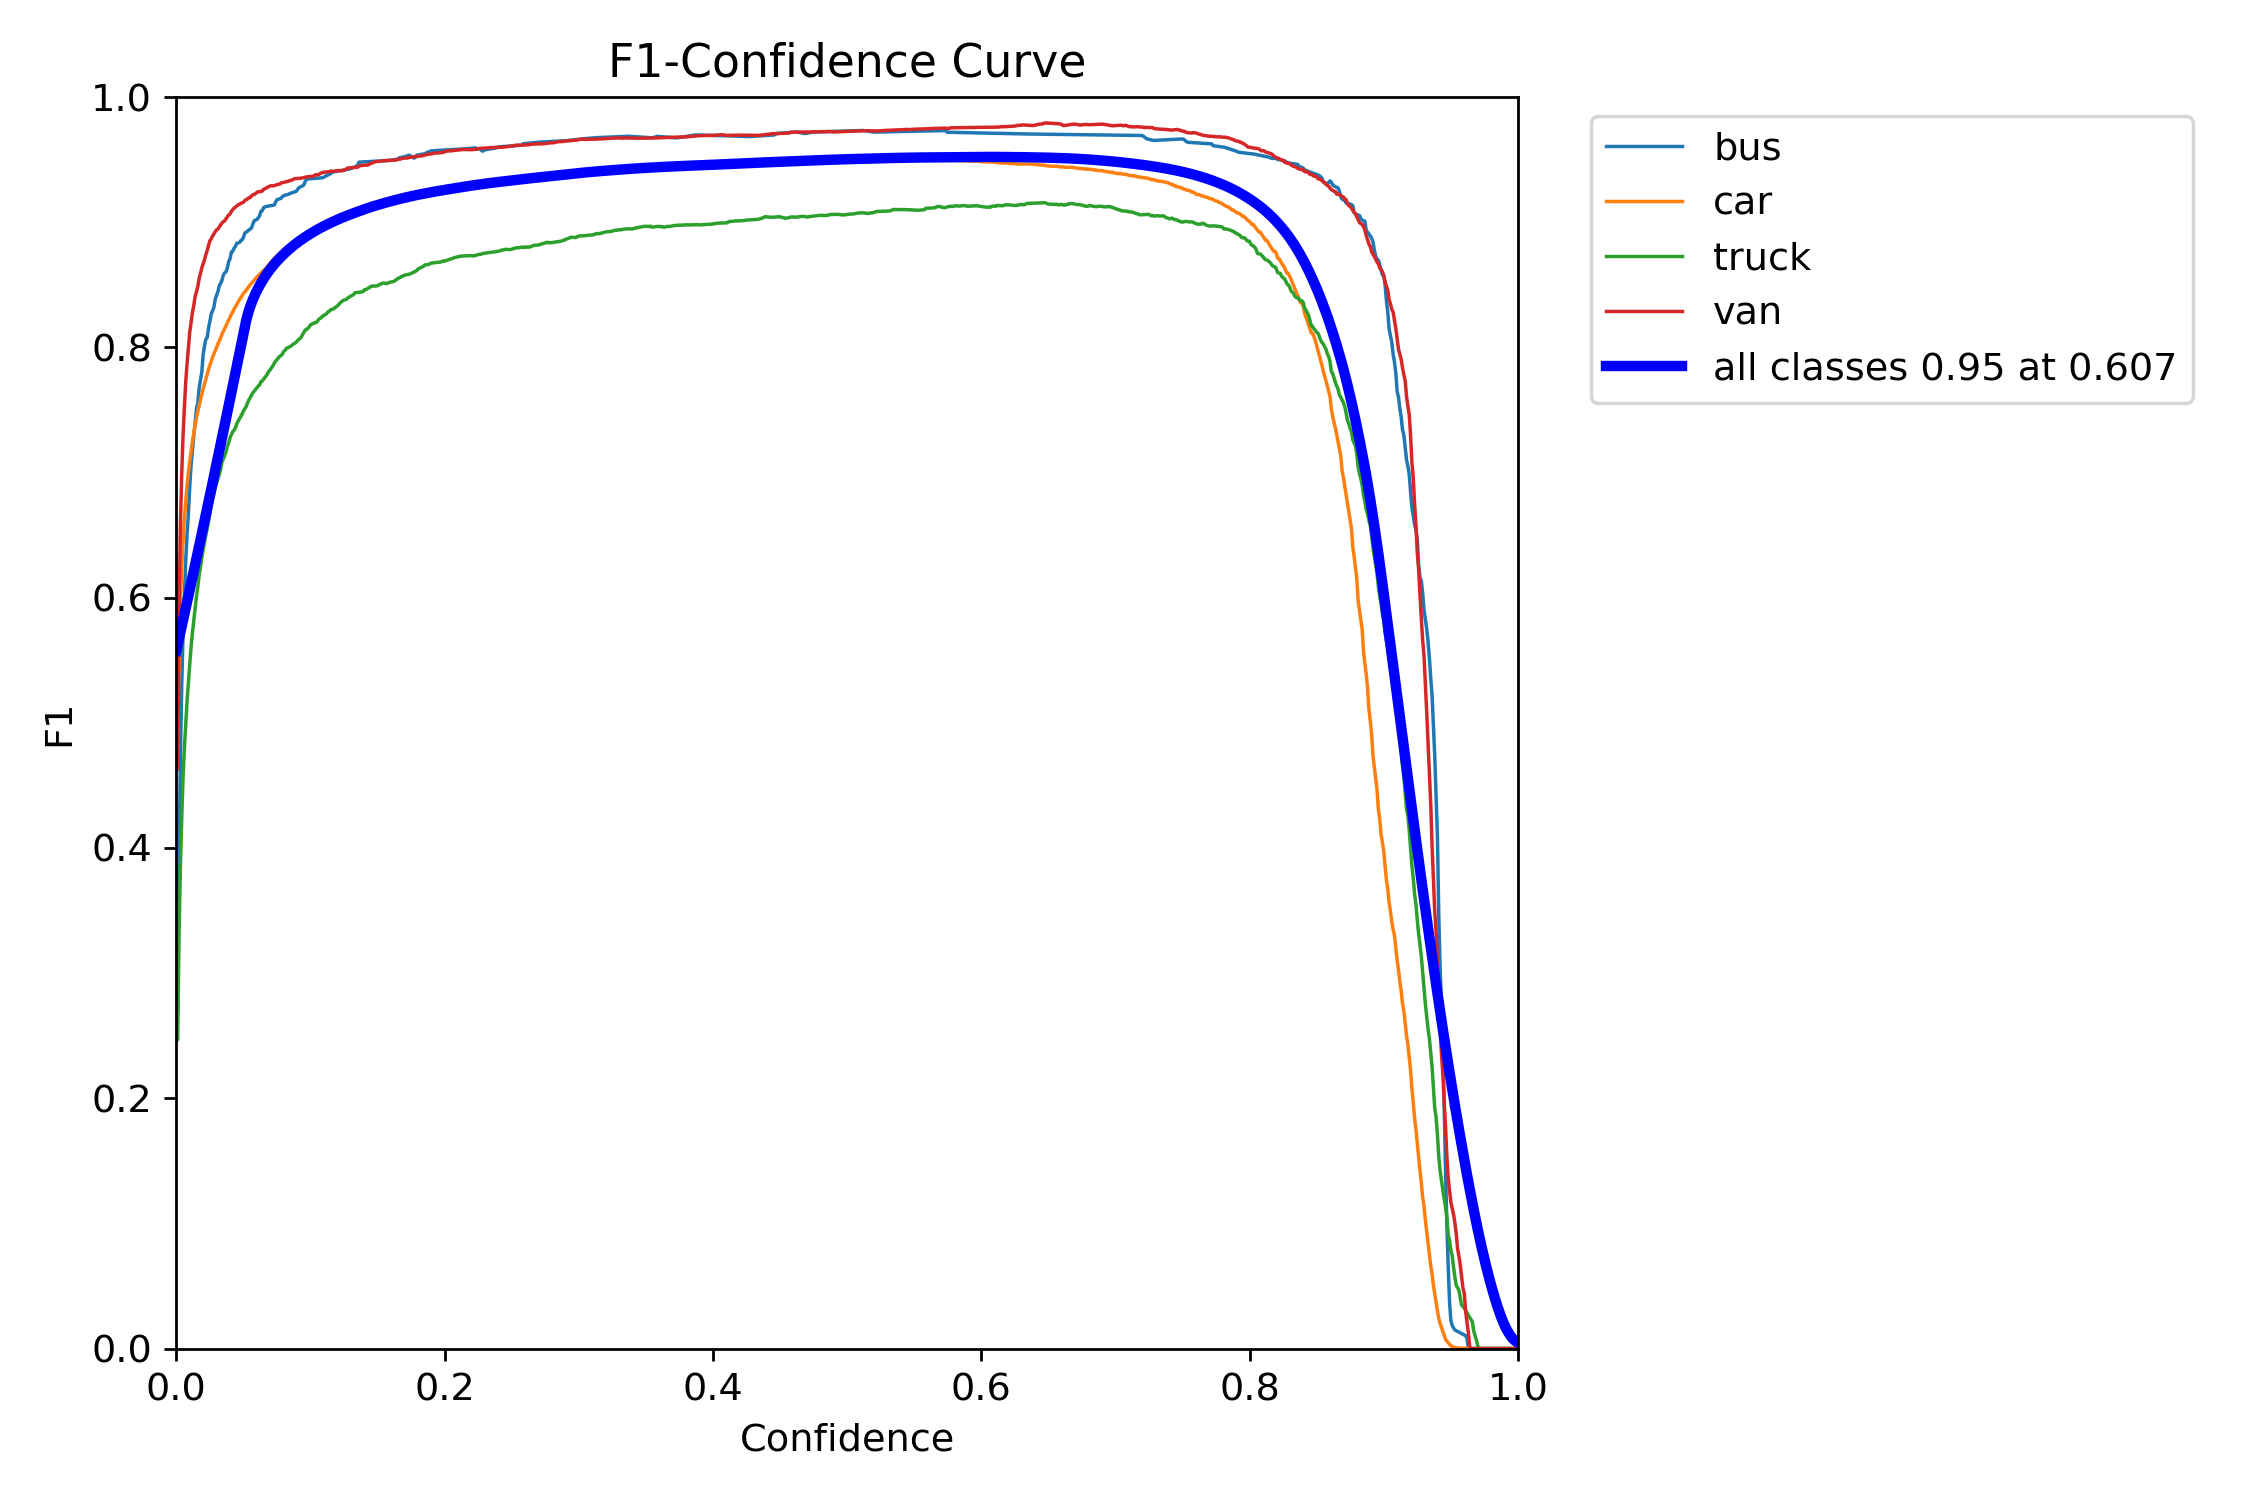 F1-Confidence Curve
1.0
0.8
0.6
0.4
0.2
0.0
F1
0.0 0.2 0.4 0.6 0.8 1.0
Confidence
bus
car
truck
van
all classes 0.95 at 0.607